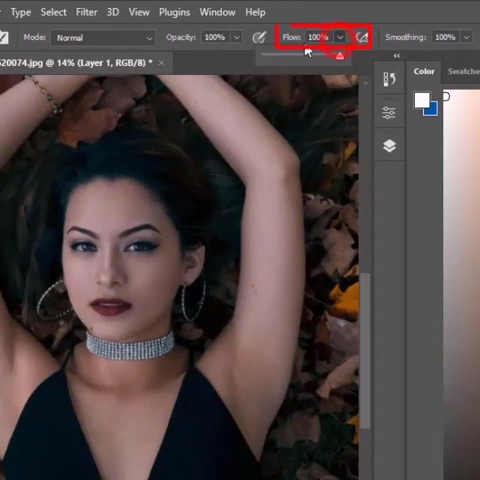 Type Select Filter 3D View Plugins Window Help
Mode: Normal Opacity: 100% Flow: 100% Smoothing: 100%
520074.jpg @ 14% (Layer 1, RGB/8) * ×
Color Swatches